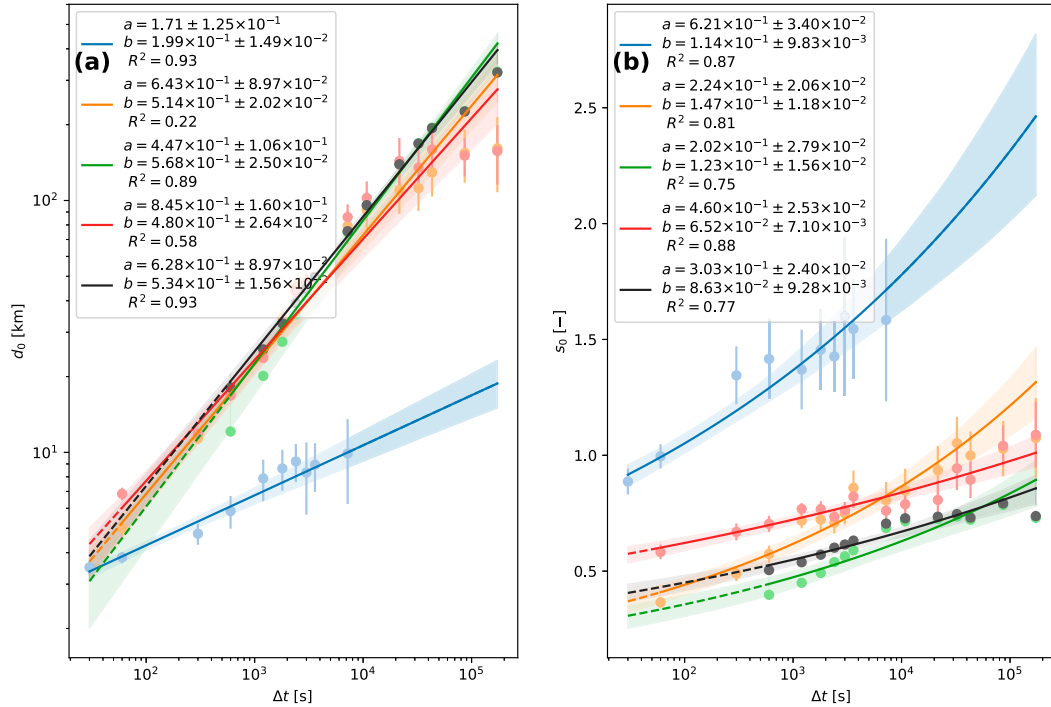 (a)
a = 1.71 ± 1.25×10⁻¹
b = 1.99×10⁻¹ ± 1.49×10⁻²
R² = 0.93
a = 6.43×10⁻¹ ± 8.97×10⁻²
b = 5.14×10⁻¹ ± 2.02×10⁻²
R² = 0.22
a = 4.47×10⁻¹ ± 1.06×10⁻¹
b = 5.68×10⁻¹ ± 2.50×10⁻²
R² = 0.89
a = 8.45×10⁻¹ ± 1.60×10⁻¹
b = 4.80×10⁻¹ ± 2.64×10⁻²
R² = 0.58
a = 6.28×10⁻¹ ± 8.97×10⁻²
b = 5.34×10⁻¹ ± 1.56×10⁻²
R² = 0.93
d₀ [km]
10²
10¹
10² 10³ 10⁴ 10⁵
Δt [s]
(b)
a = 6.21×10⁻¹ ± 3.40×10⁻²
b = 1.14×10⁻¹ ± 9.83×10⁻³
R² = 0.87
a = 2.24×10⁻¹ ± 2.06×10⁻²
b = 1.47×10⁻¹ ± 1.18×10⁻²
R² = 0.81
a = 2.02×10⁻¹ ± 2.79×10⁻²
b = 1.23×10⁻¹ ± 1.56×10⁻²
R² = 0.75
a = 4.60×10⁻¹ ± 2.53×10⁻²
b = 6.52×10⁻² ± 7.10×10⁻³
R² = 0.88
a = 3.03×10⁻¹ ± 2.40×10⁻²
b = 8.63×10⁻² ± 9.28×10⁻³
R² = 0.77
s₀ [−]
2.5
2.0
1.5
1.0
0.5
10² 10³ 10⁴ 10⁵
Δt [s]